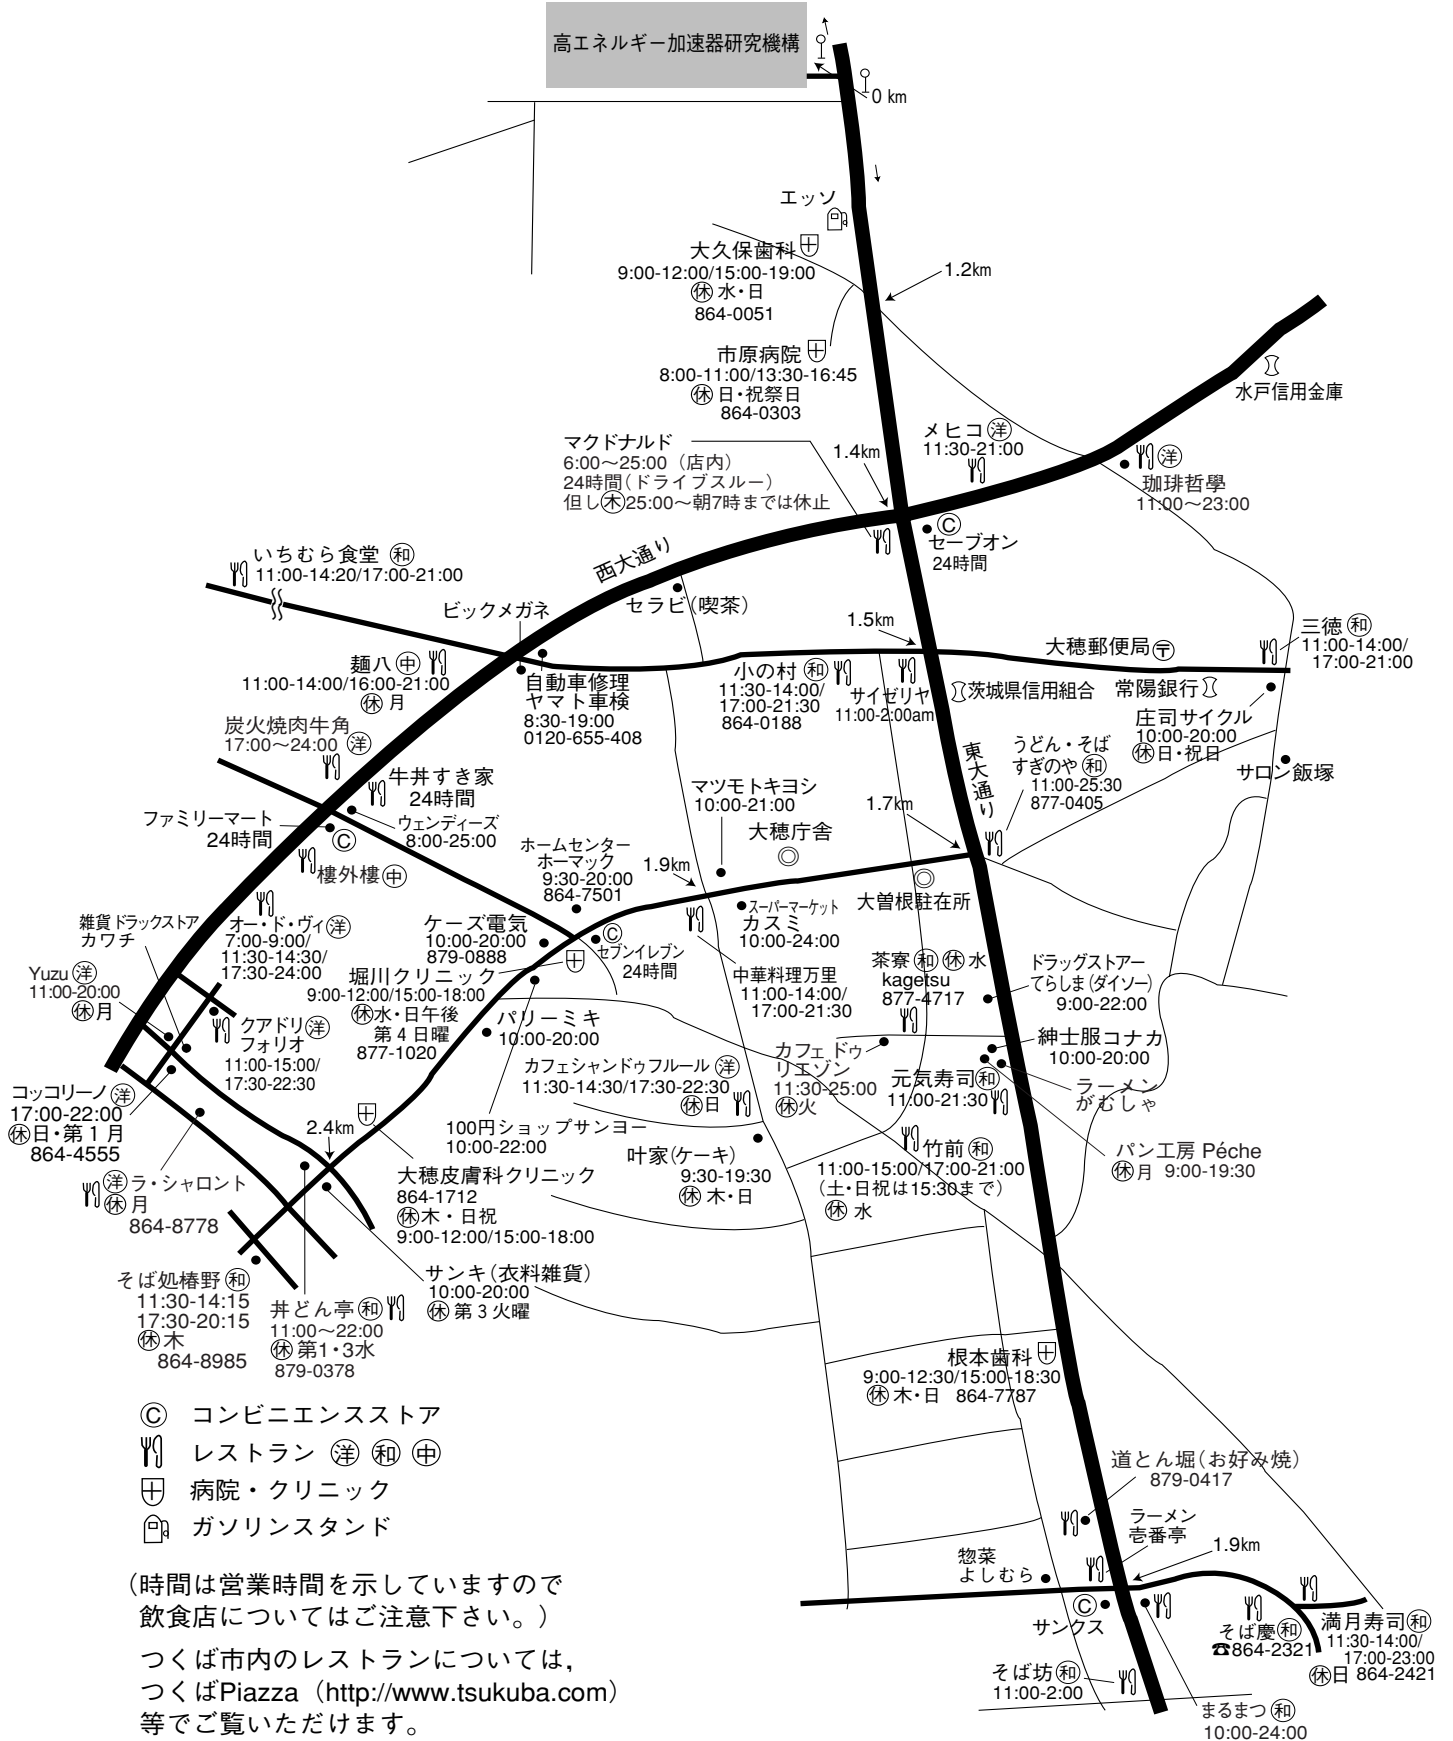 高エネルギー加速器研究機構
0 km
エッソ
大久保歯科
9:00-12:00/15:00-19:00
休 水・日
864-0051
1.2km
市原病院
8:00-11:00/13:30-16:45
休 日・祝祭日
864-0303
水戸信用金庫
マクドナルド
6:00～25:00（店内）
24時間（ドライブスルー）
但し木25:00～朝7時までは休止
1.4km
メヒコ 洋
11:30-21:00
洋
珈琲哲學
11:00～23:00
C
セーブオン
24時間
西大通り
いちむら食堂 和
11:00-14:20/17:00-21:00
ビックメガネ
セラビ（喫茶）
1.5km
大穂郵便局
三徳 和
11:00-14:00/
17:00-21:00
麺八 中
11:00-14:00/16:00-21:00
休 月
自動車修理
ヤマト車検
8:30-19:00
0120-655-408
小の村 和
11:30-14:00/
17:00-21:30
864-0188
サイゼリヤ
11:00-2:00am
茨城県信用組合
常陽銀行
庄司サイクル
10:00-20:00
休日・祝日
サロン飯塚
炭火焼肉牛角
17:00～24:00 洋
牛丼すき家
24時間
ウェンディーズ
8:00-25:00
ファミリーマート
24時間
C
樓外樓 中
東大通り
うどん・そば
すぎのや 和
11:00-25:30
877-0405
マツモトキヨシ
10:00-21:00
1.7km
大穂庁舎
ホームセンター
ホーマック
9:30-20:00
864-7501
1.9km
大曽根駐在所
スーパーマーケット
カスミ
10:00-24:00
雑貨 ドラックストア
カワチ
オー・ド・ヴィ 洋
7:00-9:00/
11:30-14:30/
17:30-24:00
ケーズ電気
10:00-20:00
879-0888
C
セブンイレブン
24時間
中華料理万里
11:00-14:00/
17:00-21:30
茶寮 和 休 水
kagetsu
877-4717
ドラッグストアー
てらしま（ダイソー）
9:00-22:00
Yuzu 洋
11:00-20:00
休月
堀川クリニック
9:00-12:00/15:00-18:00
休水・日午後
第４日曜
877-1020
クアドリ 洋
フォリオ
11:00-15:00/
17:30-22:30
パリーミキ
10:00-20:00
紳士服コナカ
10:00-20:00
カフェ ドゥ
リエゾン
11:30-25:00
休火
カフェシャンドゥフルール 洋
11:30-14:30/17:30-22:30
休日
元気寿司 和
11:00-21:30
ラーメン
がむしゃ
コッコリーノ 洋
17:00-22:00
休日・第１月
864-4555
2.4km
100円ショップサンヨー
10:00-22:00
叶家（ケーキ）
9:30-19:30
休 木・日
竹前 和
11:00-15:00/17:00-21:00
（土・日祝は15:30まで）
休 水
パン工房 Péche
休月 9:00-19:30
洋 ラ・シャロント
休月
864-8778
大穂皮膚科クリニック
864-1712
休木・日祝
9:00-12:00/15:00-18:00
そば処椿野 和
11:30-14:15
17:30-20:15
休木
864-8985
丼どん亭 和
11:00～22:00
休 第1・3水
879-0378
サンキ（衣料雑貨）
10:00-20:00
休 第３火曜
根本歯科
9:00-12:30/15:00-18:30
休 木・日 864-7787
C コンビニエンスストア
レストラン 洋 和 中
病院・クリニック
ガソリンスタンド
道とん堀（お好み焼）
879-0417
ラーメン
壱番亭
1.9km
惣菜
よしむら
C
サンクス
そば慶 和
☎864-2321
満月寿司 和
11:30-14:00/
17:00-23:00
休日 864-2421
そば坊 和
11:00-2:00
まるまつ 和
10:00-24:00
（時間は営業時間を示していますので
飲食店についてはご注意下さい。）
つくば市内のレストランについては，
つくばPiazza（http://www.tsukuba.com）
等でご覧いただけます。